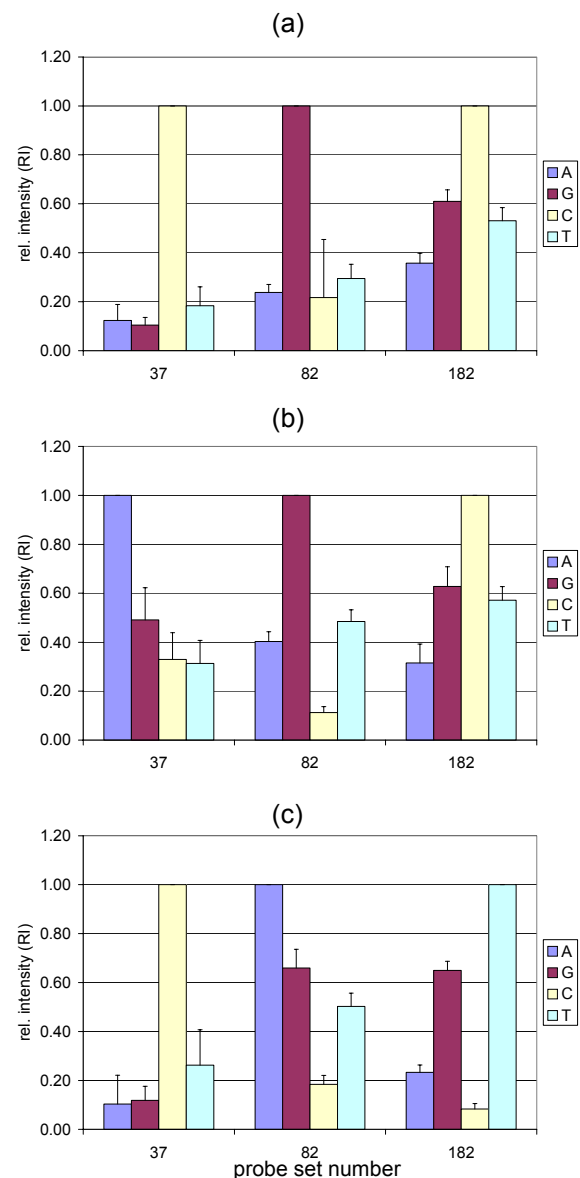 (a)
rel. intensity (RI)
1.20
1.00
0.80
0.60
0.40
0.20
0.00
37 82 182
A
G
C
T
(b)
rel. intensity (RI)
1.20
1.00
0.80
0.60
0.40
0.20
0.00
37 82 182
A
G
C
T
(c)
rel. intensity (RI)
1.20
1.00
0.80
0.60
0.40
0.20
0.00
37 82 182
A
G
C
T
probe set number